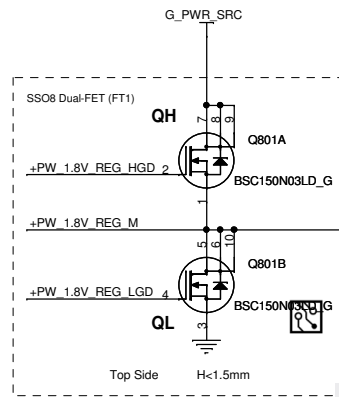 G_PWR_SRC
SSO8 Dual-FET (FT1)
QH
7 8 9
Q801A
+PW_1.8V_REG_HGD 2
BSC150N03LD_G
1
+PW_1.8V_REG_M
5 6 10
Q801B
+PW_1.8V_REG_LGD 4
BSC150N03LD_G
QL
3
Top Side H<1.5mm